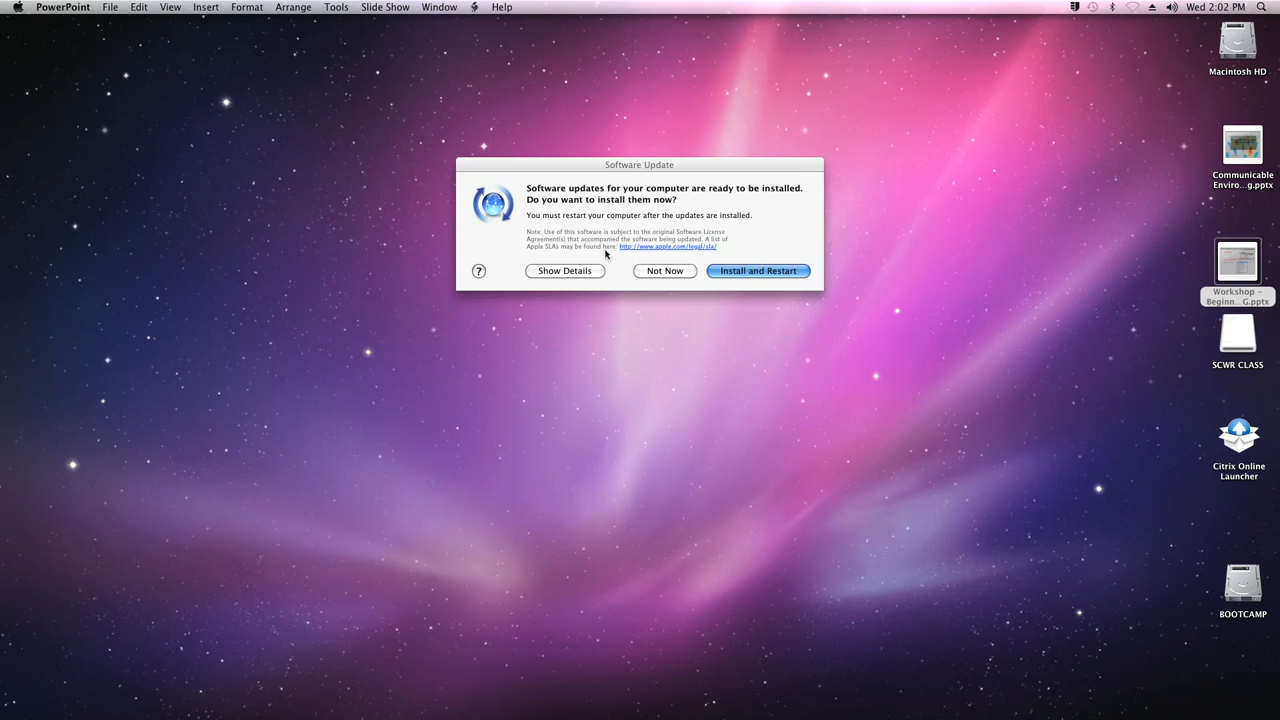 PowerPoint File Edit View Insert Format Arrange Tools Slide Show Window Help Wed 2:02 PM
Macintosh HD
Communicable
Enviro...g.pptx
Software Update
Software updates for your computer are ready to be installed.
Do you want to install them now?
You must restart your computer after the updates are installed.
Note: Use of this software is subject to the original Software License
Agreement(s) that accompanied the software being updated. A list of
Apple SLAs may be found here: http://www.apple.com/legal/sla/
? Show Details Not Now Install and Restart
Workshop -
Beginn...G.pptx
SCWR CLASS
Citrix Online
Launcher
BOOTCAMP